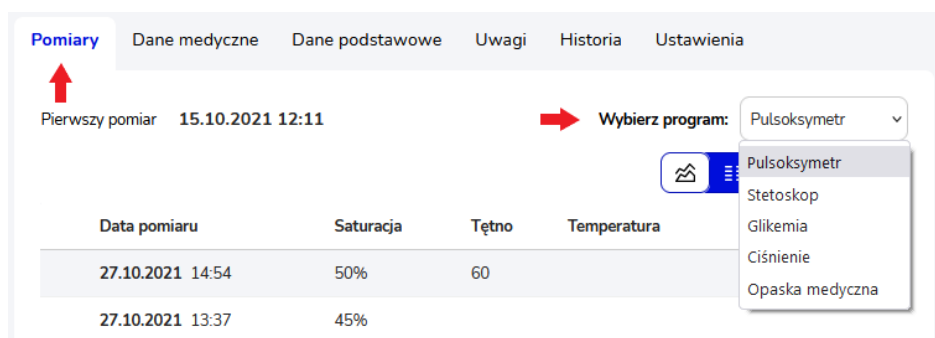 Pomiary Dane medyczne Dane podstawowe Uwagi Historia Ustawienia
Pierwszy pomiar 15.10.2021 12:11 Wybierz program: Pulsoksymetr
Pulsoksymetr
Stetoskop
Glikemia
Ciśnienie
Opaska medyczna
Data pomiaru Saturacja Tętno Temperatura
27.10.2021 14:54 50% 60
27.10.2021 13:37 45%